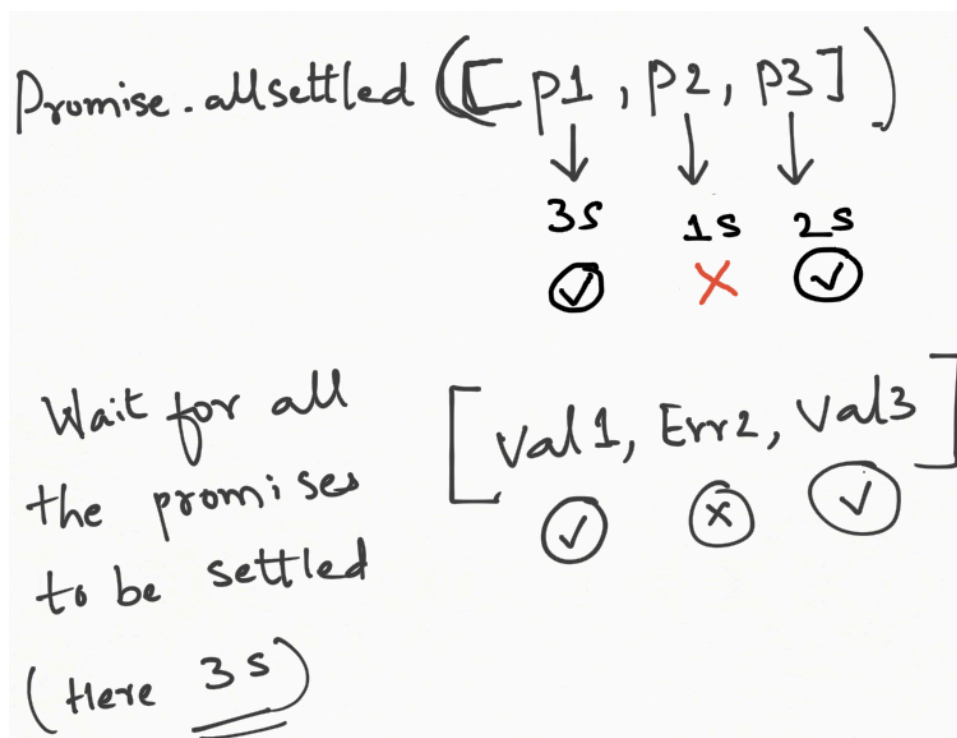 Promise.allsettled ([p1, p2, p3])
3s 1s 2s
Wait for all
the promises
to be settled
(Here 3s)
[val1, Err2, val3]